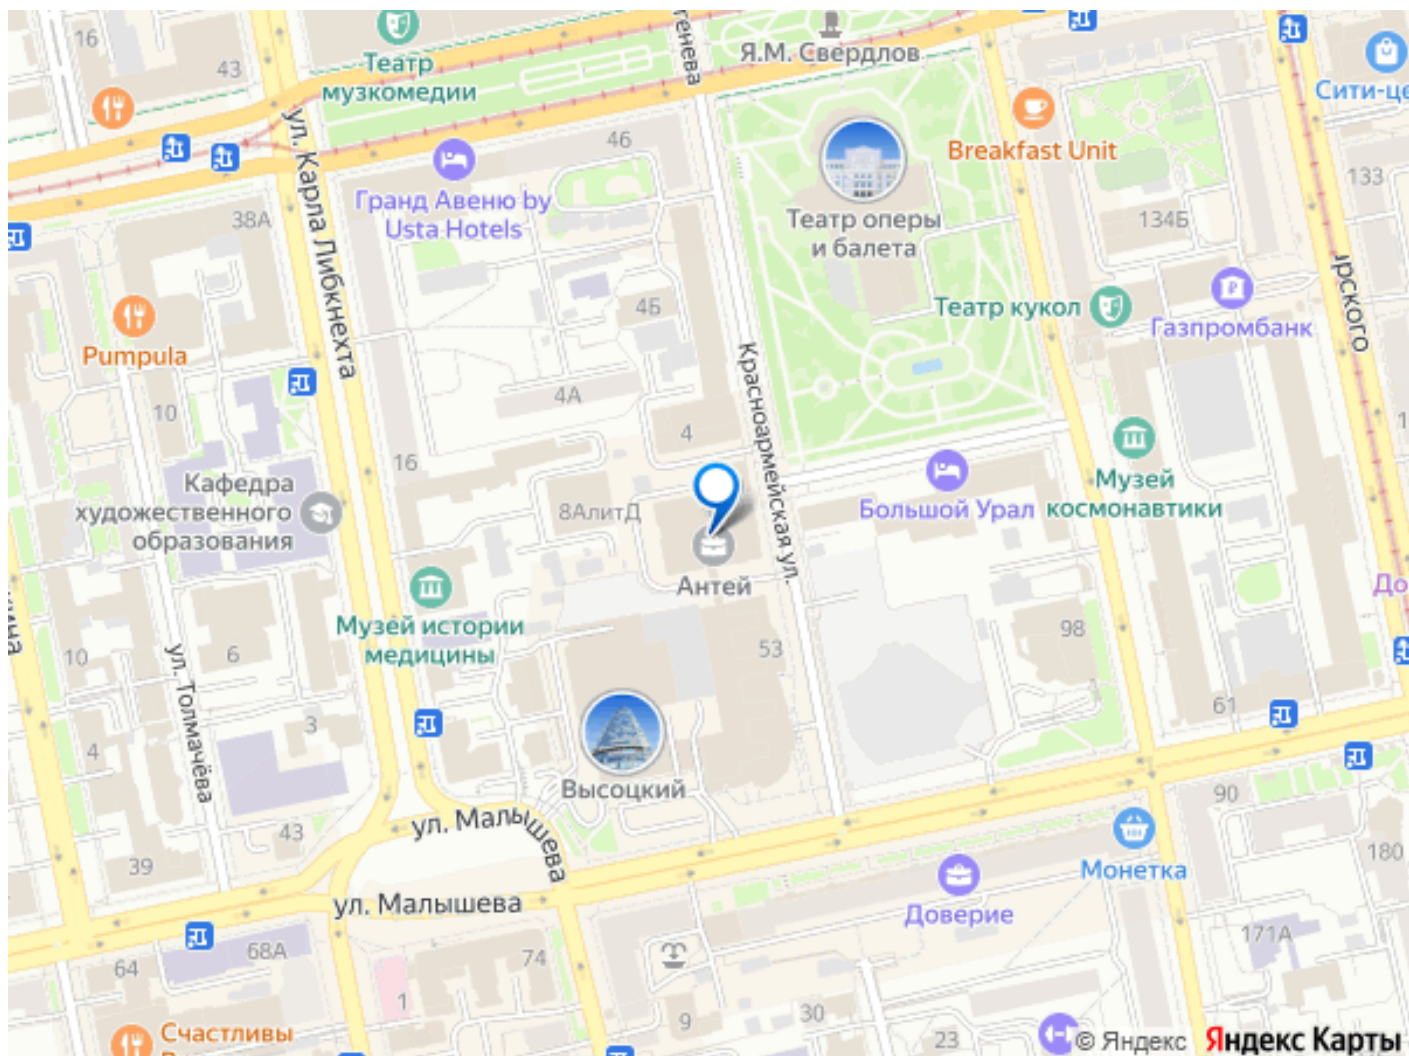 16
43
Театр
музкомедии
генева
Я.М. Свердлов
Сити-це
ул. Карла Либкнехта
46
Breakfast Unit
133
Гранд Авеню by
Usta Hotels
38А
Театр оперы
и балета
134Б
рского
4Б
Театр кукол
Газпромбанк
Pumpula
Красноармейская ул.
4А
10
4
16
Кафедра
художественного
образования
Музей
космонавтики
Большой Урал
8АлитД
Антей
До
ина
Музей истории
медицины
98
53
10
6
ул. Толмачёва
61
3
4
Высоцкий
90
ул. Малышева
43
39
180
Монетка
ул. Малышева
Доверие
171А
68А
74
64
1
30
9
23
Счастливы
© Яндекс
Яндекс Карты